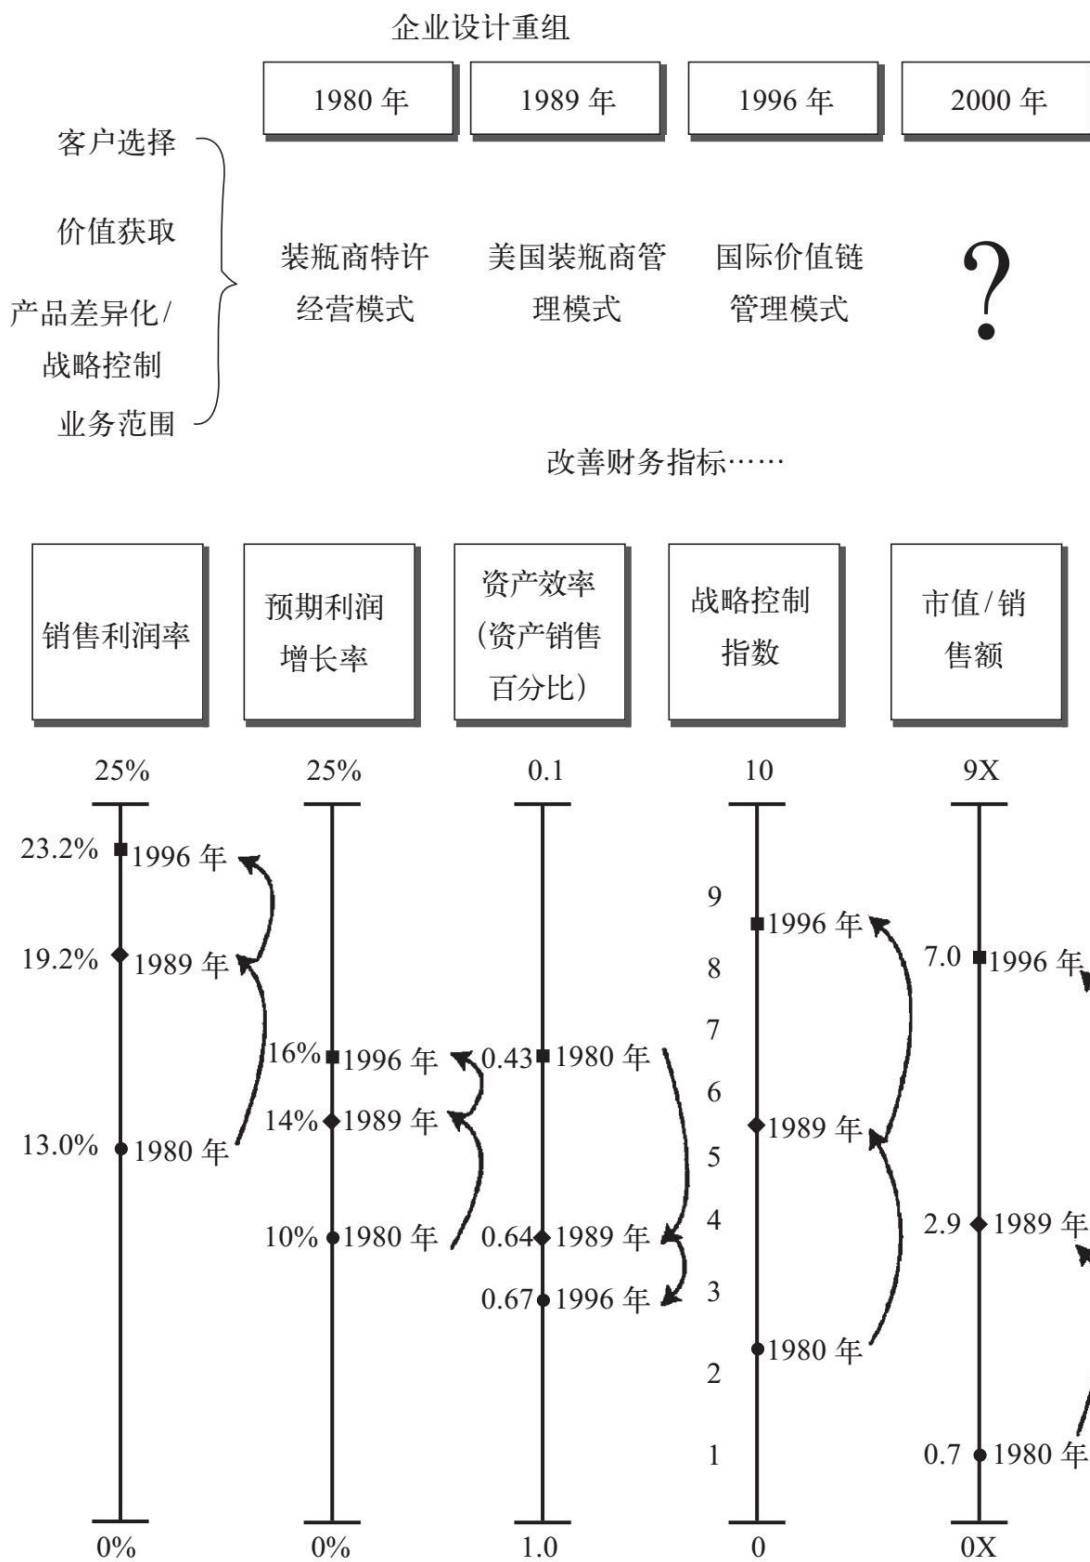 企业设计重组
1980 年
1989 年
1996 年
2000 年
客户选择
价值获取
产品差异化/
战略控制
业务范围
装瓶商特许
经营模式
美国装瓶商管
理模式
国际价值链
管理模式
?
改善财务指标……
销售利润率
预期利润
增长率
资产效率
(资产销售
百分比)
战略控制
指数
市值/销
售额
25%
23.2% 1996 年
19.2% 1989 年
13.0% 1980 年
0%
25%
16% 1996 年
14% 1989 年
10% 1980 年
0%
0.1
0.43 1980 年
0.64 1989 年
0.67 1996 年
1.0
10
9
1996 年
8
7
6
1989 年
5
4
3
1980 年
2
1
0
9X
7.0 1996 年
2.9 1989 年
0.7 1980 年
0X